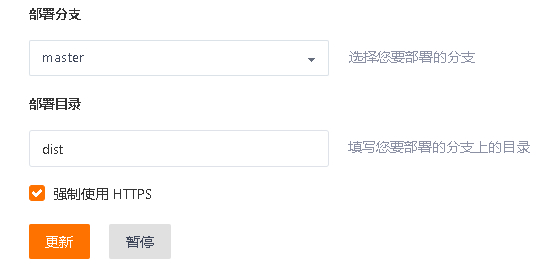 部署分支
master
选择您要部署的分支
部署目录
dist
填写您要部署的分支上的目录
强制使用 HTTPS
更新
暂停